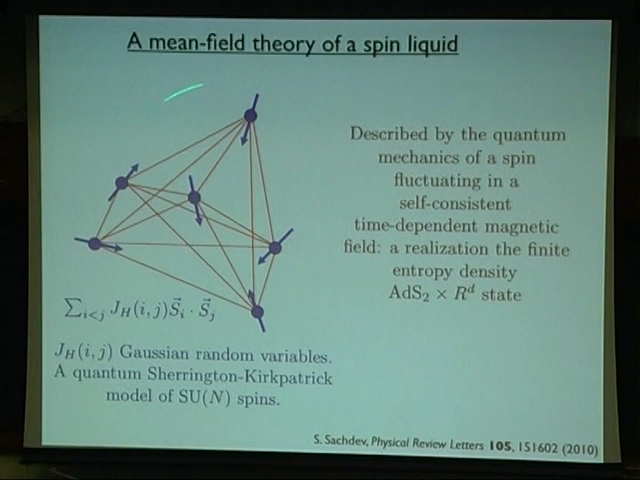 A mean-field theory of a spin liquid
Described by the quantum
mechanics of a spin
fluctuating in a
self-consistent
time-dependent magnetic
field: a realization the finite
entropy density
AdS₂ × Rᵈ state
∑_{i<j} J_H(i,j) S⃗_i · S⃗_j
J_H(i,j) Gaussian random variables.
A quantum Sherrington-Kirkpatrick
model of SU(N) spins.
S. Sachdev, Physical Review Letters 105, 151602 (2010)